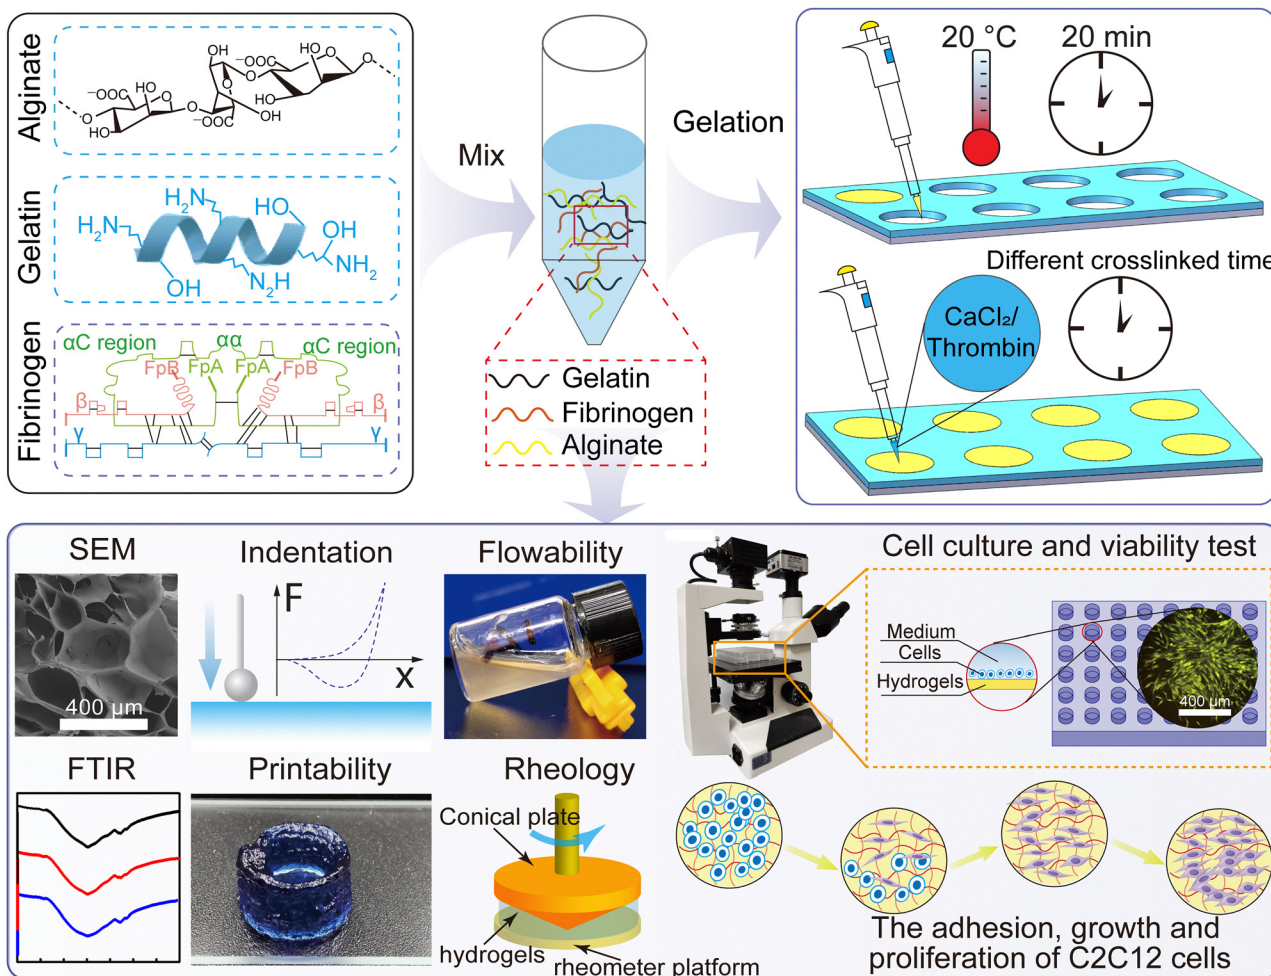 Alginate
⁻OOC
HO
O
HO
O
OH
OH
⁻OOC
HO
O
⁻OOC
O
HO
HO
O
O
Gelatin
H₂N
H₂N
HO
OH
NH₂
N₂H
OH
Fibrinogen
αC region
αα
αC region
FpB
FpA
FpA
FpB
β
β
γ
γ
Mix
Gelation
Gelatin
Fibrinogen
Alginate
20 °C
20 min
Different crosslinked time
CaCl₂/
Thrombin
SEM
400 μm
Indentation
F
X
Flowability
Cell culture and viability test
Medium
Cells
Hydrogels
400 μm
FTIR
Printability
Rheology
Conical plate
hydrogels
rheometer platform
The adhesion, growth and
proliferation of C2C12 cells